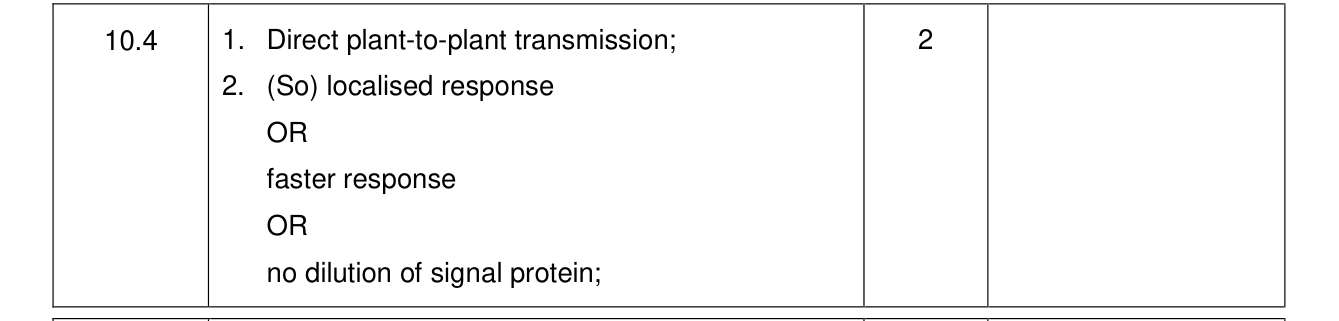 10.4 1. Direct plant-to-plant transmission; 2
2. (So) localised response
OR
faster response
OR
no dilution of signal protein;